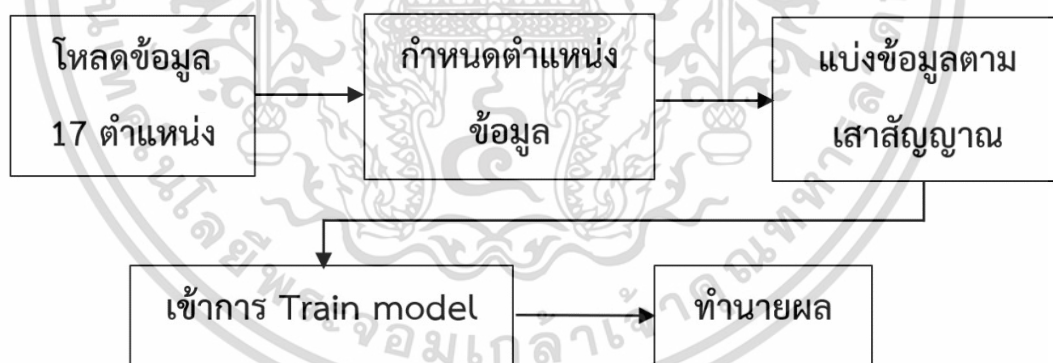 โหลดข้อมูล
17 ตำแหน่ง
กำหนดตำแหน่ง
ข้อมูล
แบ่งข้อมูลตาม
เสาสัญญาณ
เข้าการ Train model
ทำนายผล